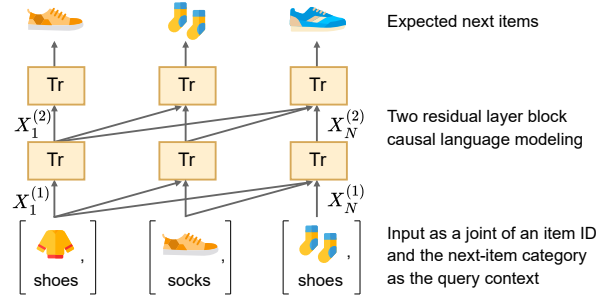 Expected next items
Tr Tr Tr
X_1^{(2)} X_N^{(2)}
Two residual layer block
causal language modeling
Tr Tr Tr
X_1^{(1)} X_N^{(1)}
[ , shoes] [ , socks] [ , shoes]
Input as a joint of an item ID
and the next-item category
as the query context